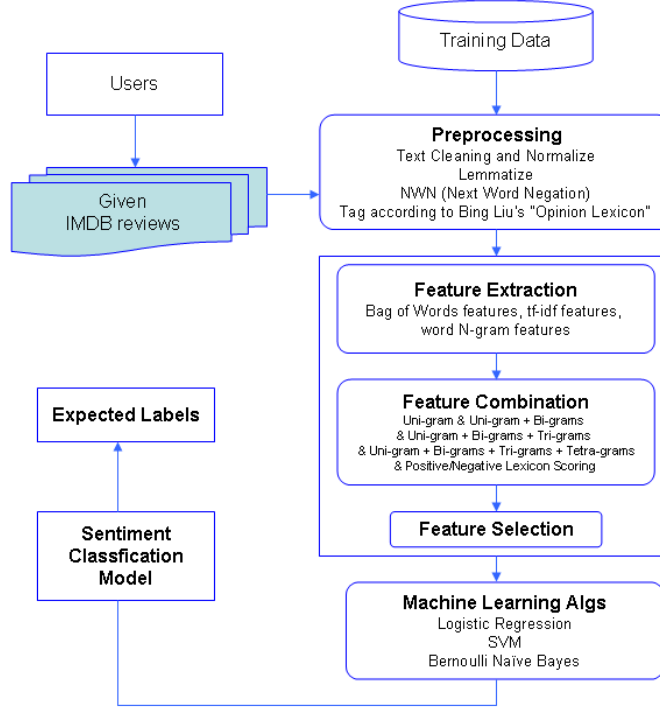 Training Data
Users
Preprocessing
Text Cleaning and Normalize
Lemmatize
NWN (Next Word Negation)
Tag according to Bing Liu's "Opinion Lexicon"
Given
IMDB reviews
Feature Extraction
Bag of Words features, tf-idf features,
word N-gram features
Feature Combination
Uni-gram & Uni-gram + Bi-grams
& Uni-gram + Bi-grams + Tri-grams
& Uni-gram + Bi-grams + Tri-grams + Tetra-grams
& Positive/Negative Lexicon Scoring
Expected Labels
Feature Selection
Sentiment
Classfication
Model
Machine Learning Algs
Logistic Regression
SVM
Bernoulli Naïve Bayes